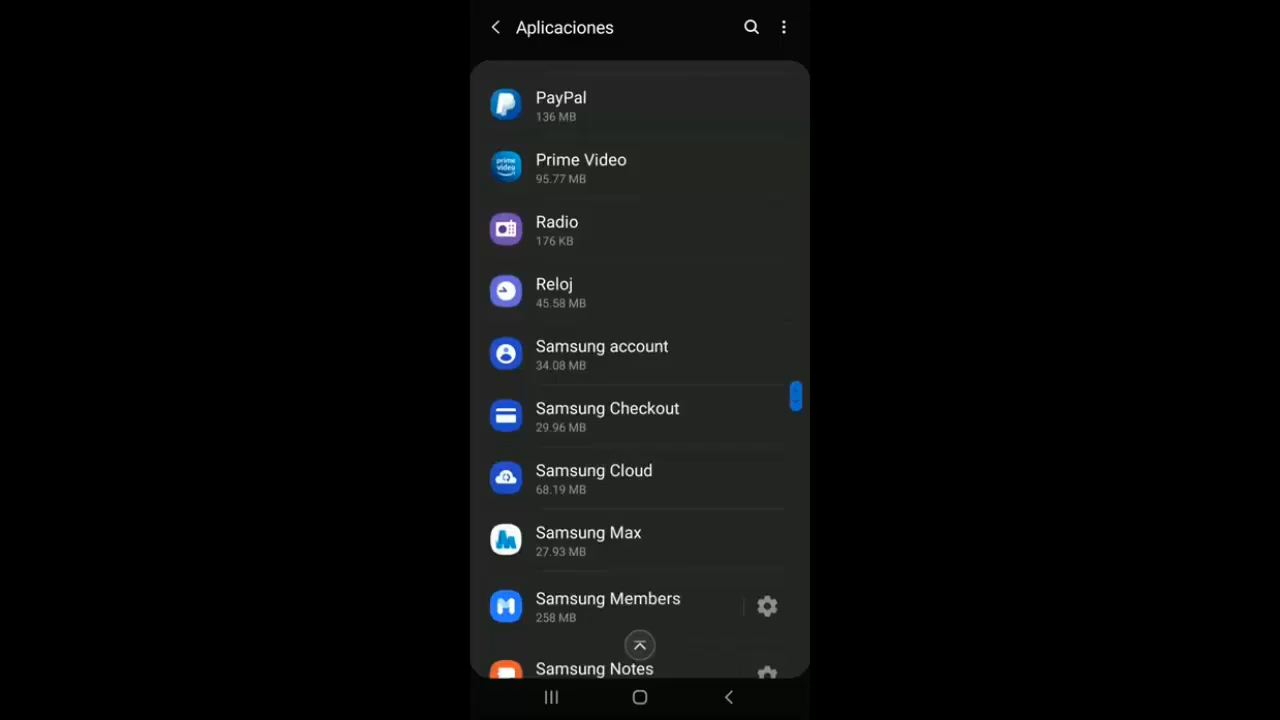 Aplicaciones
PayPal
136 MB
prime
video
Prime Video
95.77 MB
Radio
176 KB
Reloj
45.58 MB
Samsung account
34.08 MB
Samsung Checkout
29.96 MB
Samsung Cloud
68.19 MB
Samsung Max
27.93 MB
Samsung Members
258 MB
Samsung Notes